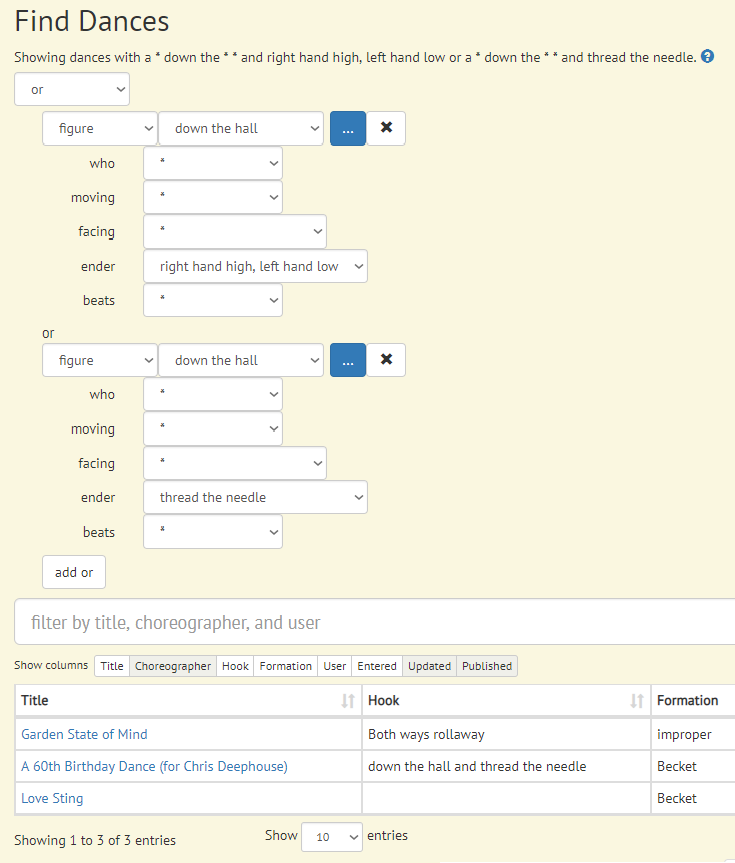 Find Dances
Showing dances with a * down the * * and right hand high, left hand low or a * down the * * and thread the needle. ?
or
figure down the hall ... ✖
who *
moving *
facing *
ender right hand high, left hand low
beats *
or
figure down the hall ... ✖
who *
moving *
facing *
ender thread the needle
beats *
add or
filter by title, choreographer, and user
Show columns Title Choreographer Hook Formation User Entered Updated Published
Title Hook Formation
Garden State of Mind Both ways rollaway improper
A 60th Birthday Dance (for Chris Deephouse) down the hall and thread the needle Becket
Love Sting Becket
Showing 1 to 3 of 3 entries Show 10 entries